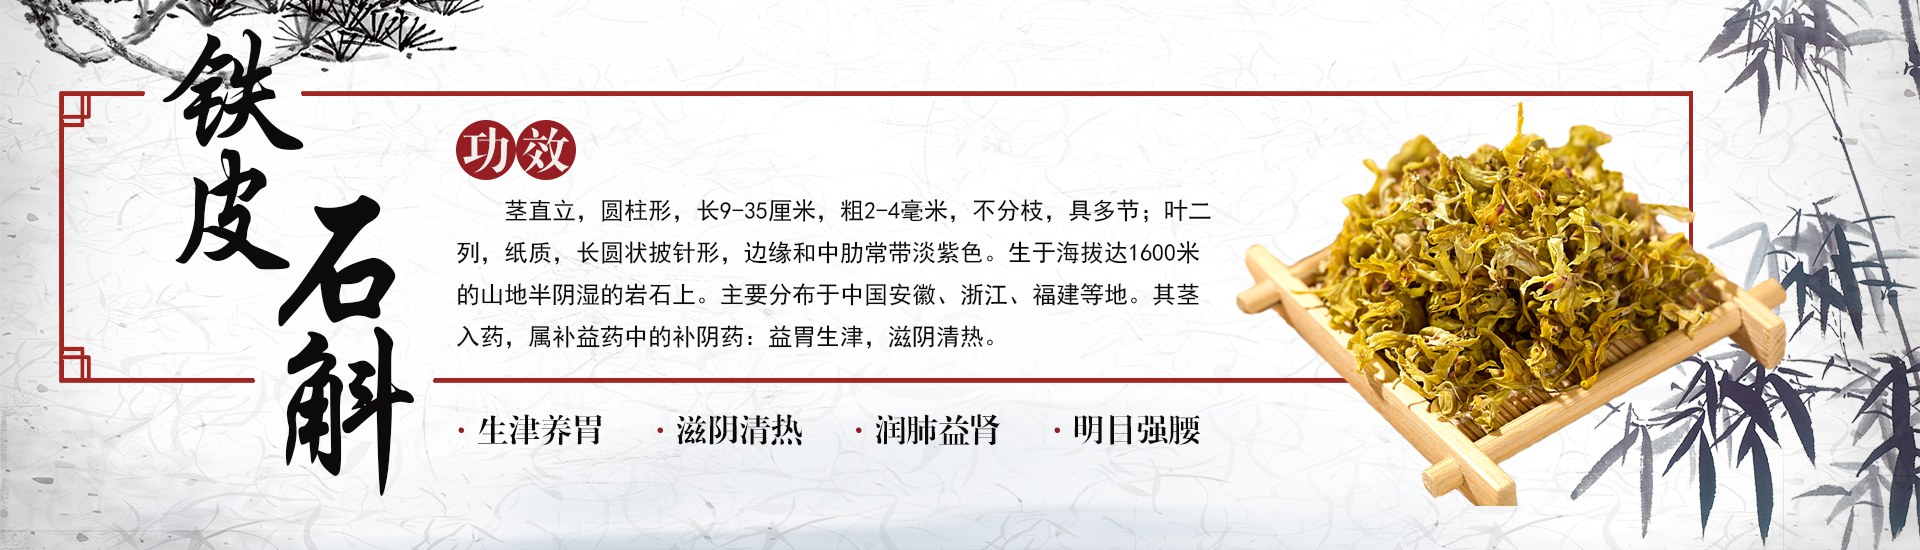 铁皮
石斛
功效
茎直立，圆柱形，长9-35厘米，粗2-4毫米，不分枝，具多节；叶二
列，纸质，长圆状披针形，边缘和中肋常带淡紫色。生于海拔达1600米
的山地半阴湿的岩石上。主要分布于中国安徽、浙江、福建等地。其茎
入药，属补益药中的补阴药：益胃生津，滋阴清热。
· 生津养胃 · 滋阴清热 · 润肺益肾 · 明目强腰